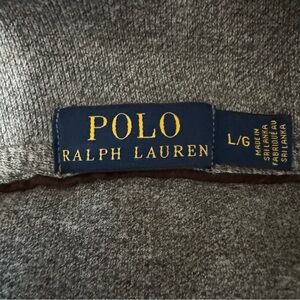 POLO
RALPH LAUREN
L/G
MADE IN
SRI LANKA
FABRIQUÉ AU
SRI LANKA